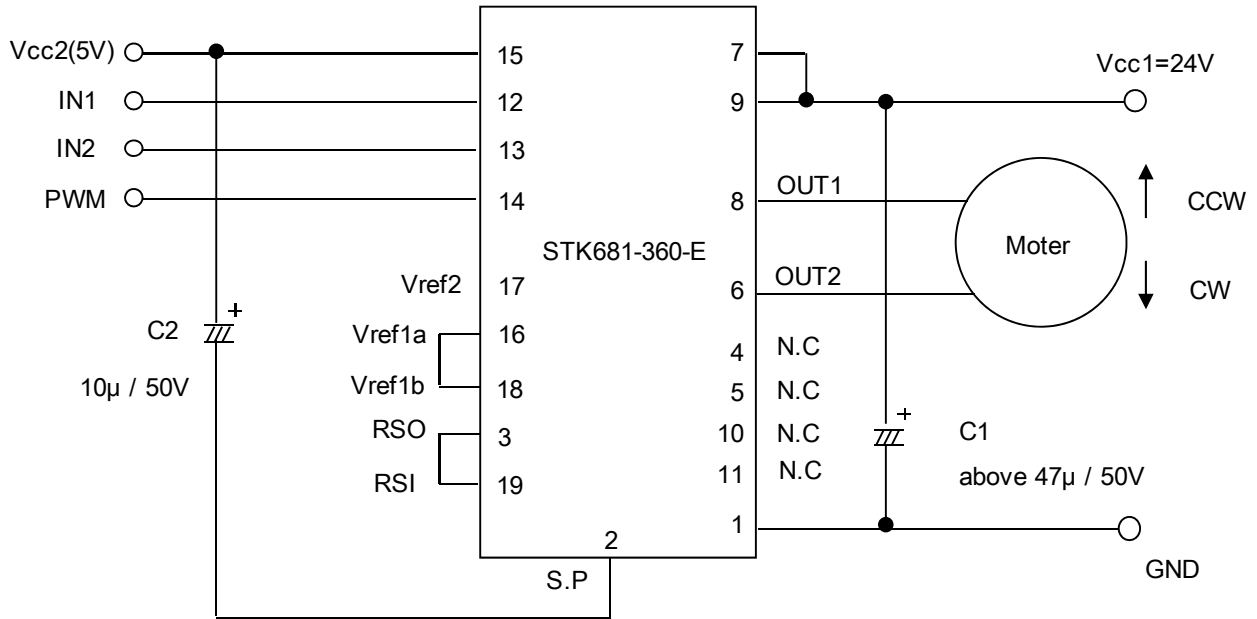 Vcc2(5V)
IN1
IN2
PWM
15
12
13
14
7
9
8
6
Vcc1=24V
OUT1
OUT2
Moter
CCW
CW
STK681-360-E
Vref2
17
Vref1a
16
Vref1b
18
RSO
3
RSI
19
C2
+
10µ / 50V
4
N.C
5
N.C
10
N.C
11
N.C
1
+
C1
above 47µ / 50V
GND
2
S.P